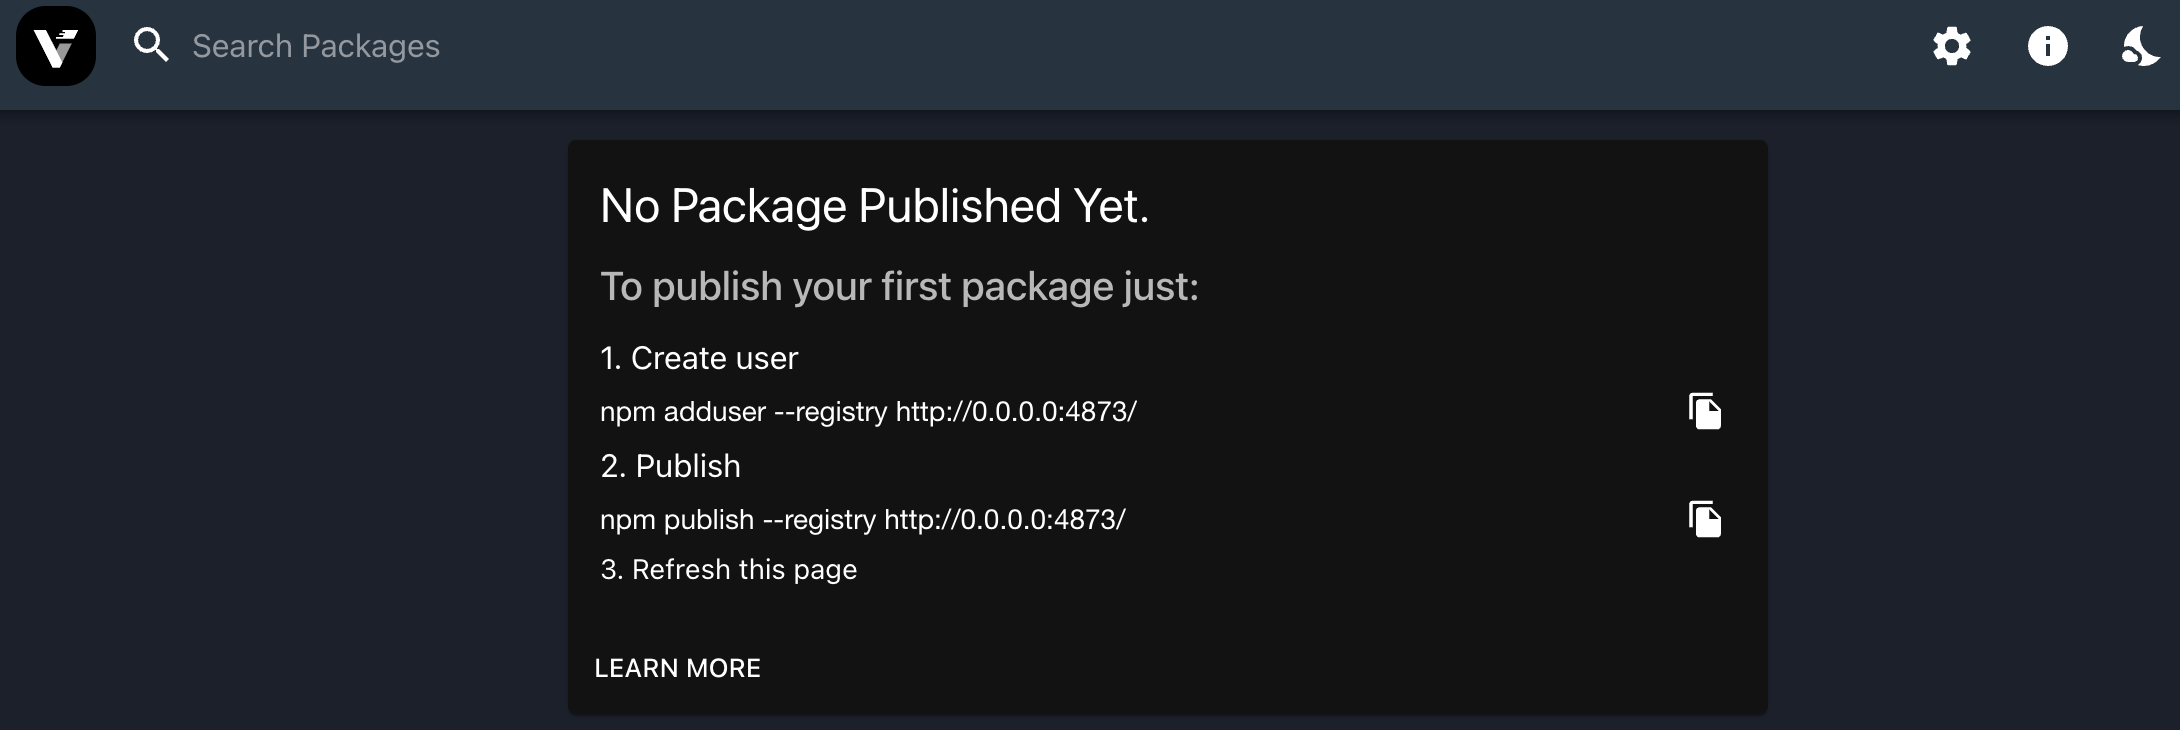 Search Packages
No Package Published Yet.
To publish your first package just:
1. Create user
npm adduser --registry http://0.0.0.0:4873/
2. Publish
npm publish --registry http://0.0.0.0:4873/
3. Refresh this page
LEARN MORE